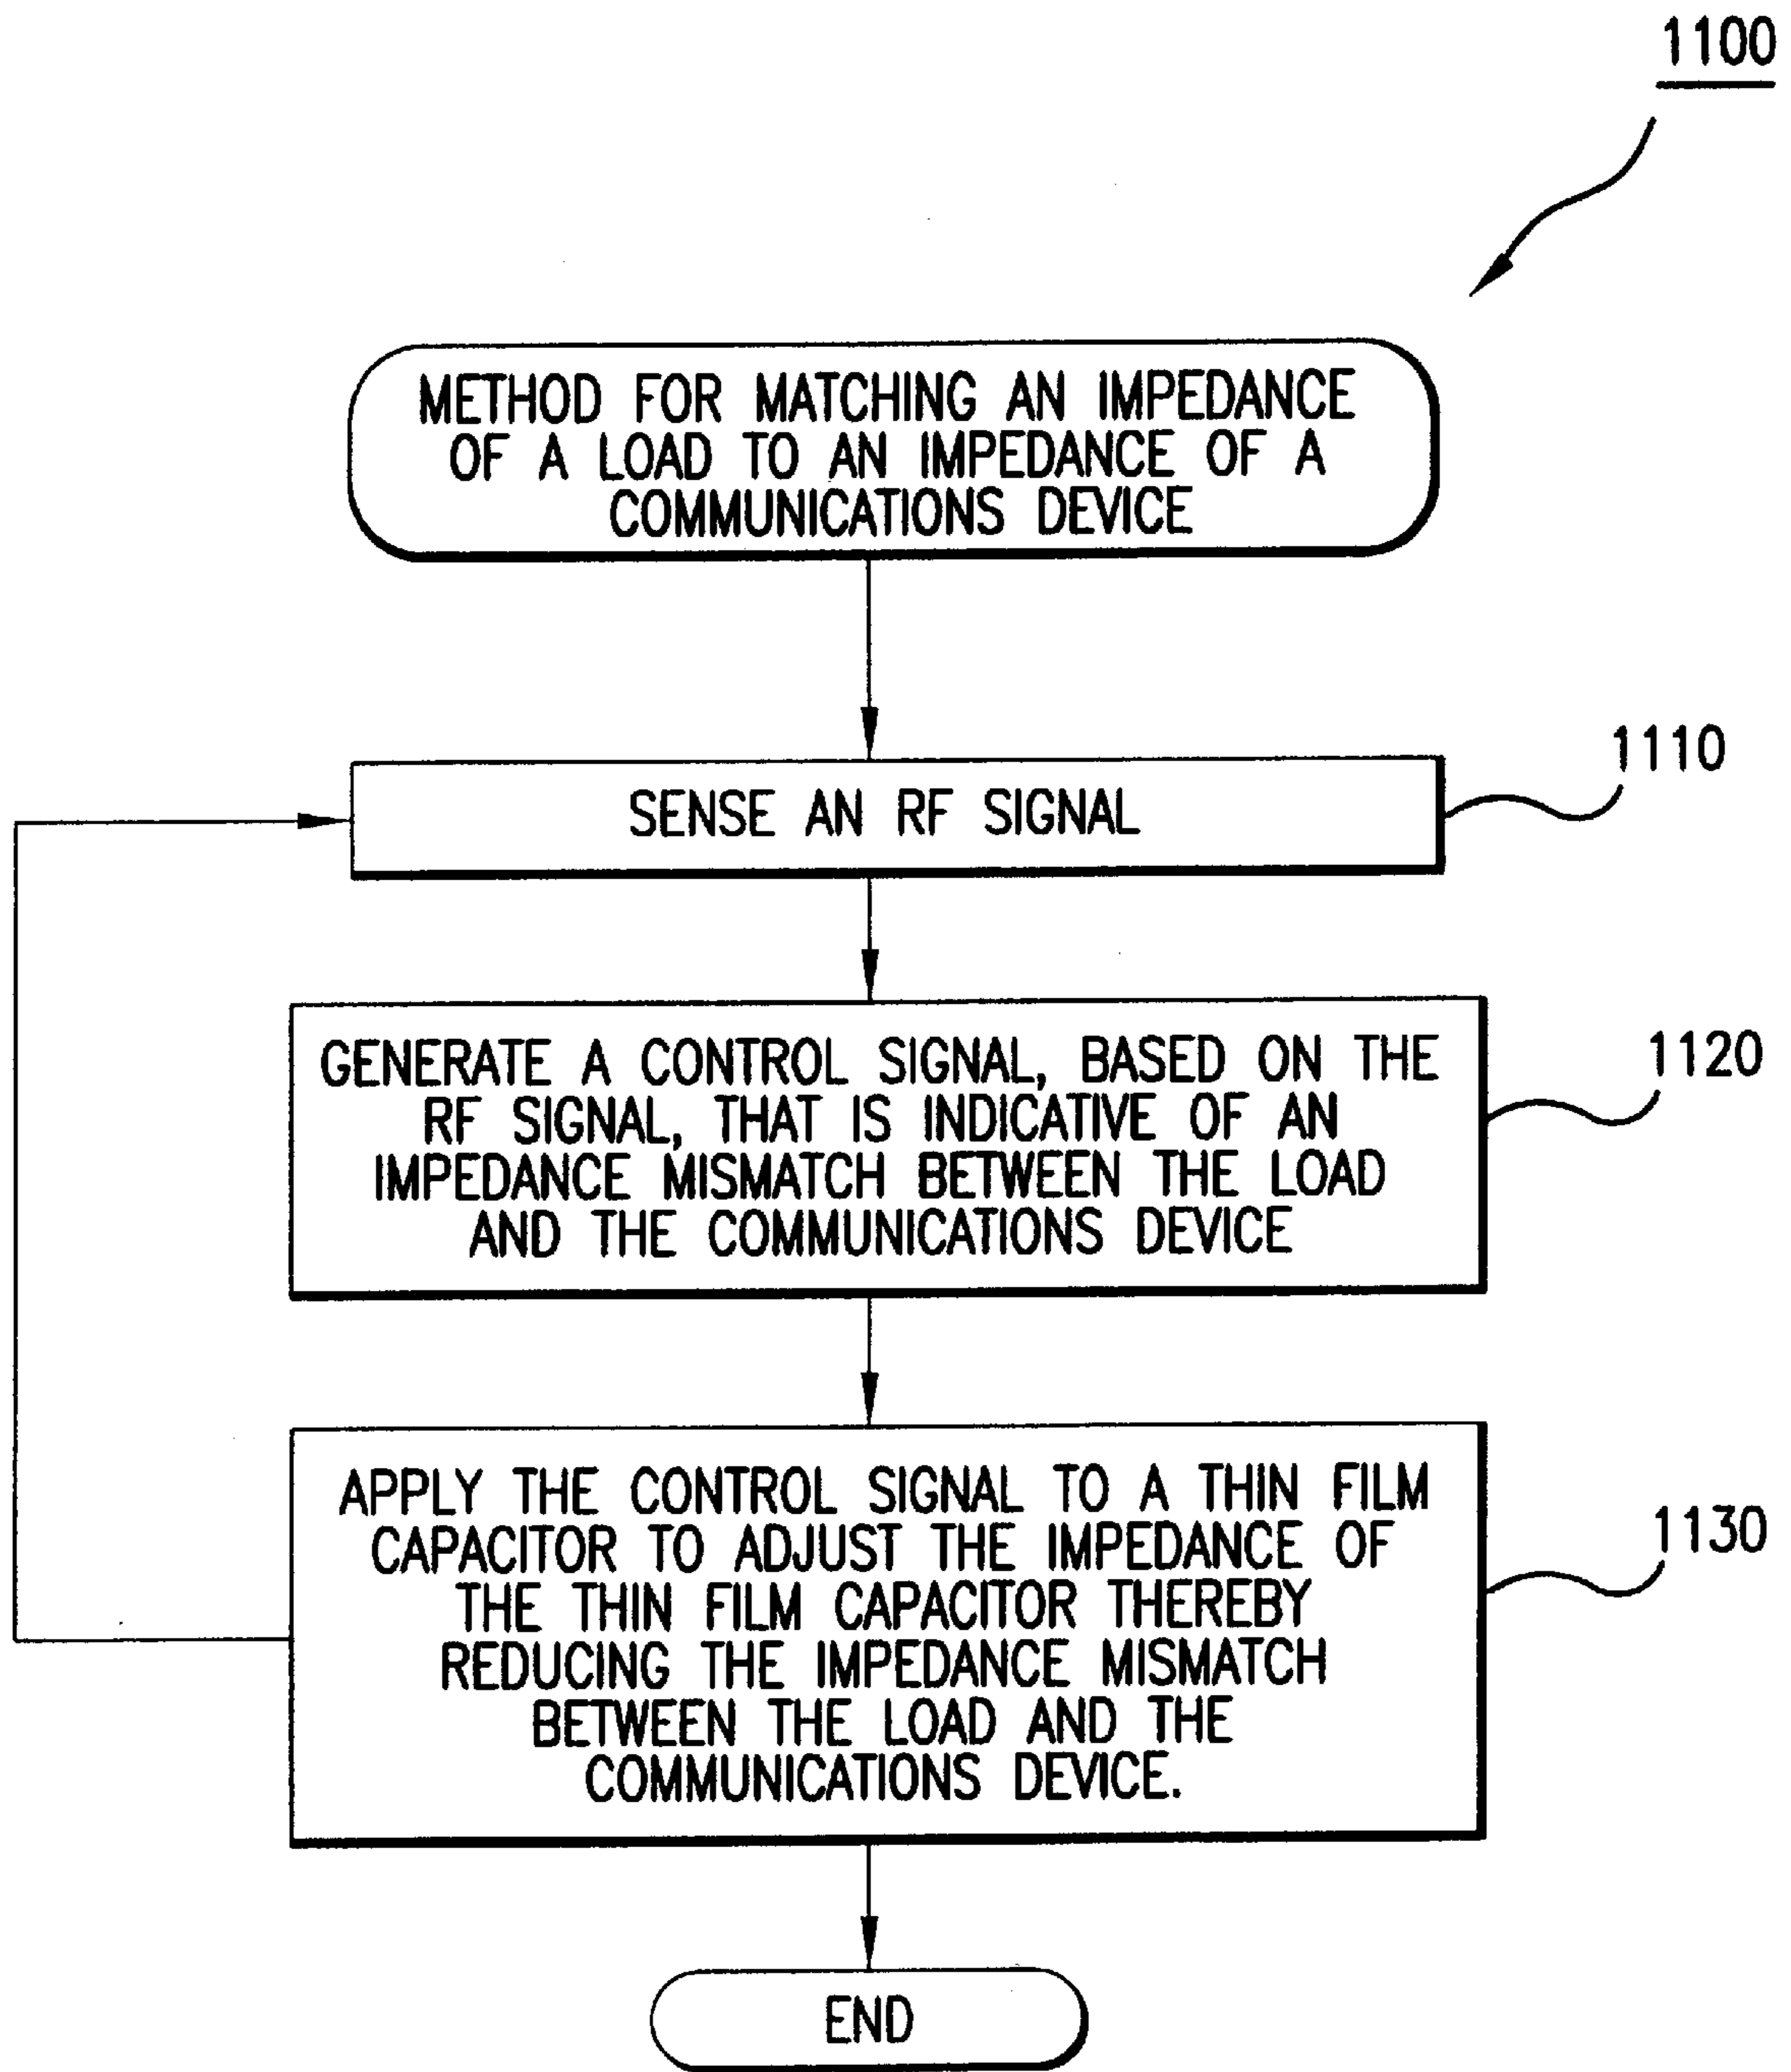 1100
METHOD FOR MATCHING AN IMPEDANCE
OF A LOAD TO AN IMPEDANCE OF A
COMMUNICATIONS DEVICE
SENSE AN RF SIGNAL
1110
GENERATE A CONTROL SIGNAL, BASED ON THE
RF SIGNAL, THAT IS INDICATIVE OF AN
IMPEDANCE MISMATCH BETWEEN THE LOAD
AND THE COMMUNICATIONS DEVICE
1120
APPLY THE CONTROL SIGNAL TO A THIN FILM
CAPACITOR TO ADJUST THE IMPEDANCE OF
THE THIN FILM CAPACITOR THEREBY
REDUCING THE IMPEDANCE MISMATCH
BETWEEN THE LOAD AND THE
COMMUNICATIONS DEVICE.
1130
END